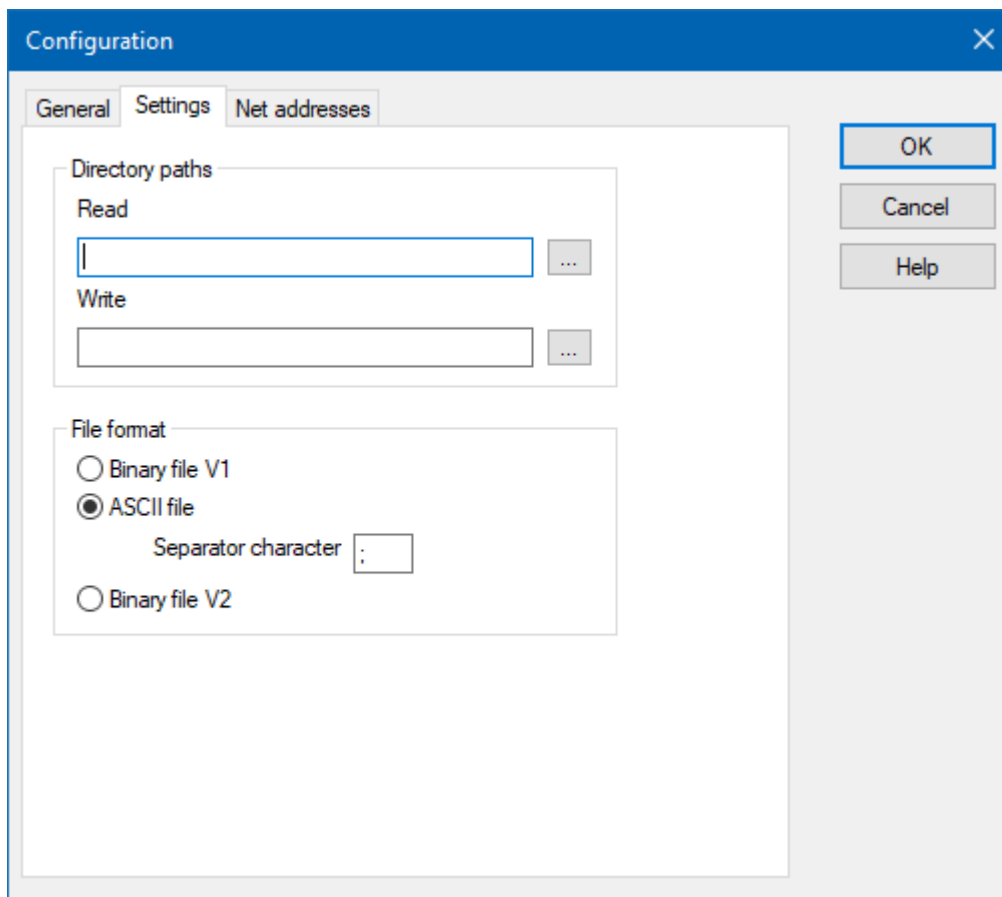 Configuration
General Settings Net addresses
Directory paths
Read
...
Write
...
File format
Binary file V1
ASCII file
Separator character ;
Binary file V2
OK
Cancel
Help